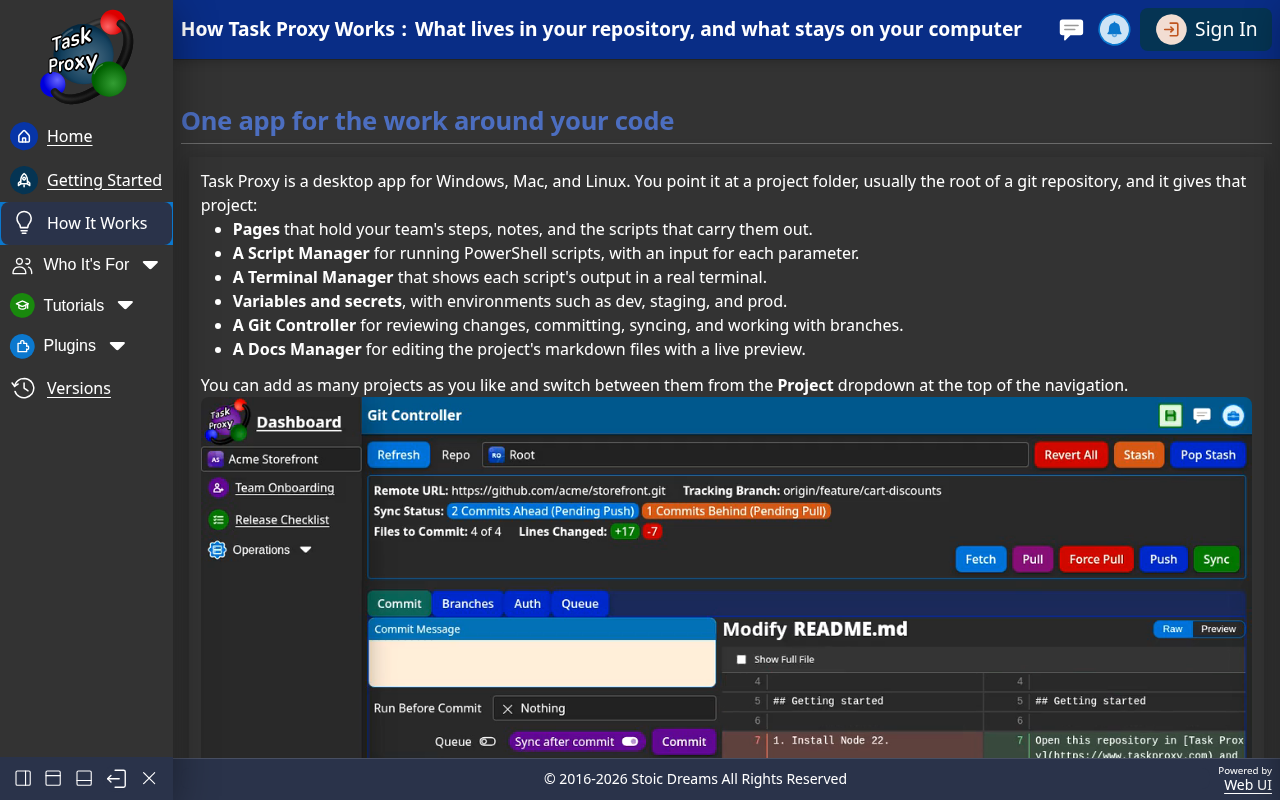 Task
Proxy
How Task Proxy Works : What lives in your repository, and what stays on your computer
Sign In
Home
Getting Started
How It Works
Who It's For
Tutorials
Plugins
Versions
One app for the work around your code
Task Proxy is a desktop app for Windows, Mac, and Linux. You point it at a project folder, usually the root of a git repository, and it gives that
project:
Pages that hold your team's steps, notes, and the scripts that carry them out.
A Script Manager for running PowerShell scripts, with an input for each parameter.
A Terminal Manager that shows each script's output in a real terminal.
Variables and secrets, with environments such as dev, staging, and prod.
A Git Controller for reviewing changes, committing, syncing, and working with branches.
A Docs Manager for editing the project's markdown files with a live preview.
You can add as many projects as you like and switch between them from the Project dropdown at the top of the navigation.
Task
Proxy
Dashboard
Git Controller
AS Acme Storefront
Team Onboarding
Release Checklist
Operations
Refresh Repo RO Root Revert All Stash Pop Stash
Remote URL: https://github.com/acme/storefront.git Tracking Branch: origin/feature/cart-discounts
Sync Status: 2 Commits Ahead (Pending Push) 1 Commits Behind (Pending Pull)
Files to Commit: 4 of 4 Lines Changed: +17 -7
Fetch Pull Force Pull Push Sync
Commit Branches Auth Queue
Commit Message
Run Before Commit Nothing
Queue Sync after commit Commit
Modify README.md Raw Preview
Show Full File
4 4
5 ## Getting started 5 ## Getting started
6 6
7 1. Install Node 22. 7 Open this repository in [Task Prox
y](https://www.taskproxy.com) and
© 2016-2026 Stoic Dreams All Rights Reserved
Powered by
Web UI